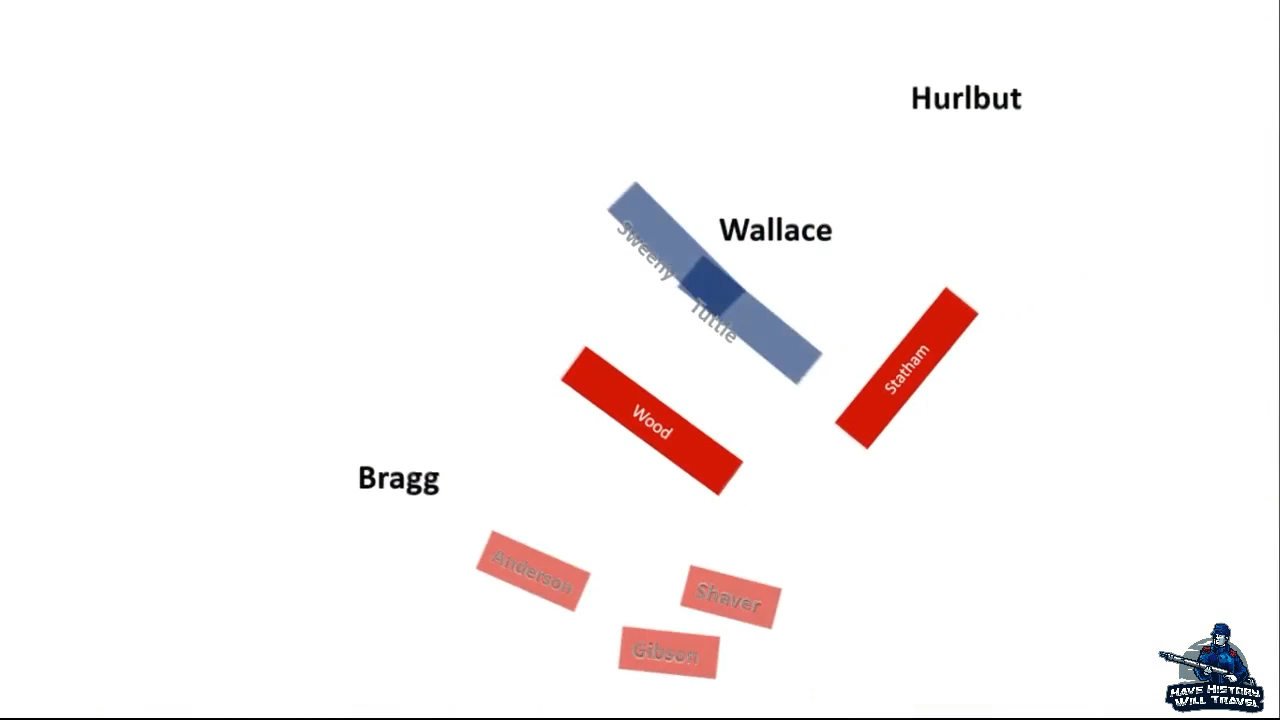 Hurlbut
Wallace
Sweeny
Tuttle
Statham
Wood
Bragg
Anderson
Shaver
Gibson
HAVE HISTORY
WILL TRAVEL